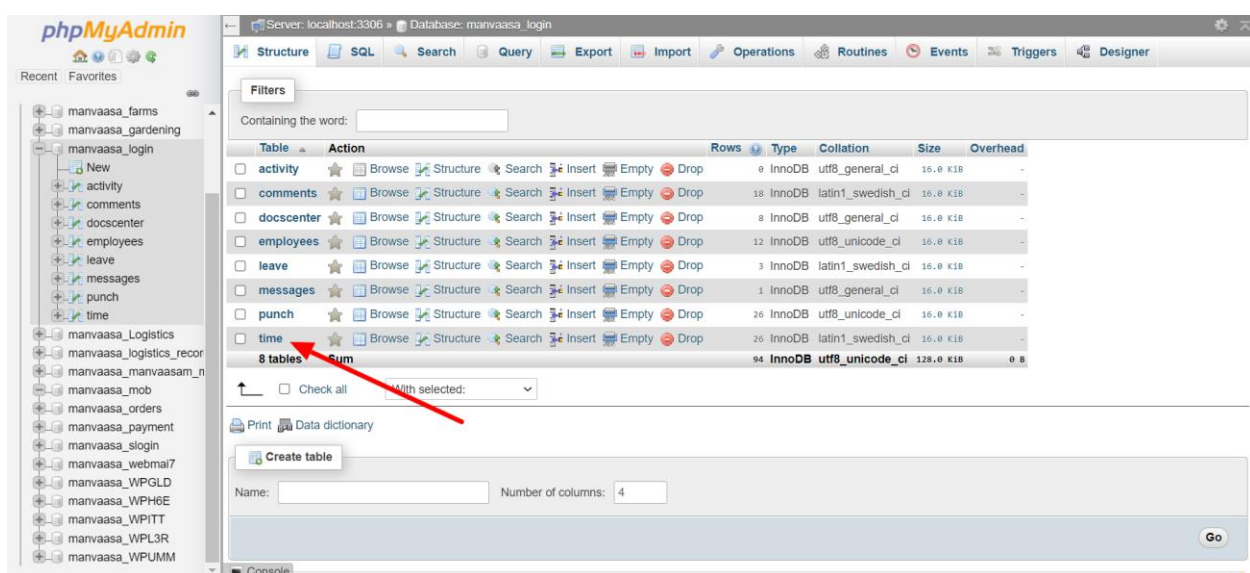 phpMyAdmin
Recent Favorites
manvaasa_farms
manvaasa_gardening
manvaasa_login
New
activity
comments
docscenter
employees
leave
messages
punch
time
manvaasa_Logistics
manvaasa_logistics_recor
manvaasa_manvaasam_n
manvaasa_mob
manvaasa_orders
manvaasa_payment
manvaasa_slogin
manvaasa_webmai7
manvaasa_WPGLD
manvaasa_WPH6E
manvaasa_WPITT
manvaasa_WPL3R
manvaasa_WPUMM
Server: localhost:3306 » Database: manvaasa_login
Structure SQL Search Query Export Import Operations Routines Events Triggers Designer
Filters
Containing the word:
Table Action Rows Type Collation Size Overhead
activity Browse Structure Search Insert Empty Drop 0 InnoDB utf8_general_ci 16.0 KiB -
comments Browse Structure Search Insert Empty Drop 18 InnoDB latin1_swedish_ci 16.0 KiB -
docscenter Browse Structure Search Insert Empty Drop 8 InnoDB utf8_general_ci 16.0 KiB -
employees Browse Structure Search Insert Empty Drop 12 InnoDB utf8_unicode_ci 16.0 KiB -
leave Browse Structure Search Insert Empty Drop 3 InnoDB latin1_swedish_ci 16.0 KiB -
messages Browse Structure Search Insert Empty Drop 1 InnoDB utf8_general_ci 16.0 KiB -
punch Browse Structure Search Insert Empty Drop 26 InnoDB utf8_unicode_ci 16.0 KiB -
time Browse Structure Search Insert Empty Drop 26 InnoDB latin1_swedish_ci 16.0 KiB -
8 tables Sum 94 InnoDB utf8_unicode_ci 128.0 KiB 0 B
Check all With selected:
Print Data dictionary
Create table
Name: Number of columns: 4
Go
Console